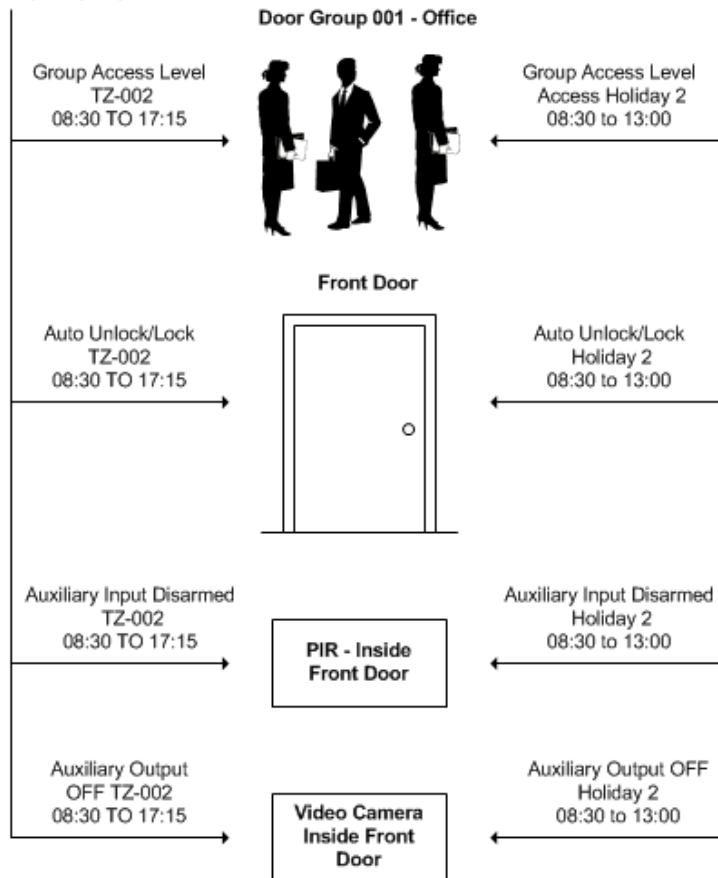 Door Group 001 - Office
Group Access Level
TZ-002
08:30 TO 17:15
Group Access Level
Access Holiday 2
08:30 to 13:00
Front Door
Auto Unlock/Lock
TZ-002
08:30 TO 17:15
Auto Unlock/Lock
Holiday 2
08:30 to 13:00
Auxiliary Input Disarmed
TZ-002
08:30 TO 17:15
PIR - Inside
Front Door
Auxiliary Input Disarmed
Holiday 2
08:30 to 13:00
Auxiliary Output
OFF TZ-002
08:30 TO 17:15
Video Camera
Inside Front
Door
Auxiliary Output OFF
Holiday 2
08:30 to 13:00